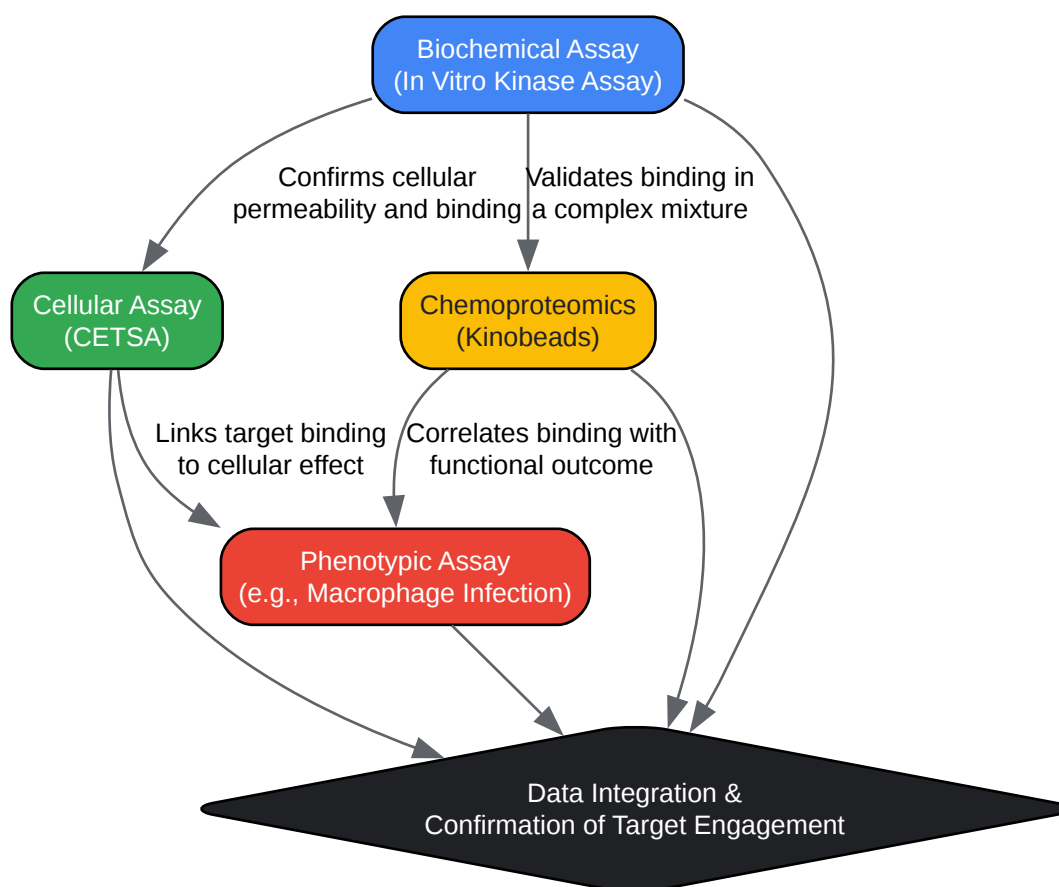 Biochemical Assay
(In Vitro Kinase Assay)
Confirms cellular
permeability and binding
Validates binding in
a complex mixture
Cellular Assay
(CETSA)
Chemoproteomics
(Kinobeads)
Links target binding
to cellular effect
Correlates binding with
functional outcome
Phenotypic Assay
(e.g., Macrophage Infection)
Data Integration &
Confirmation of Target Engagement